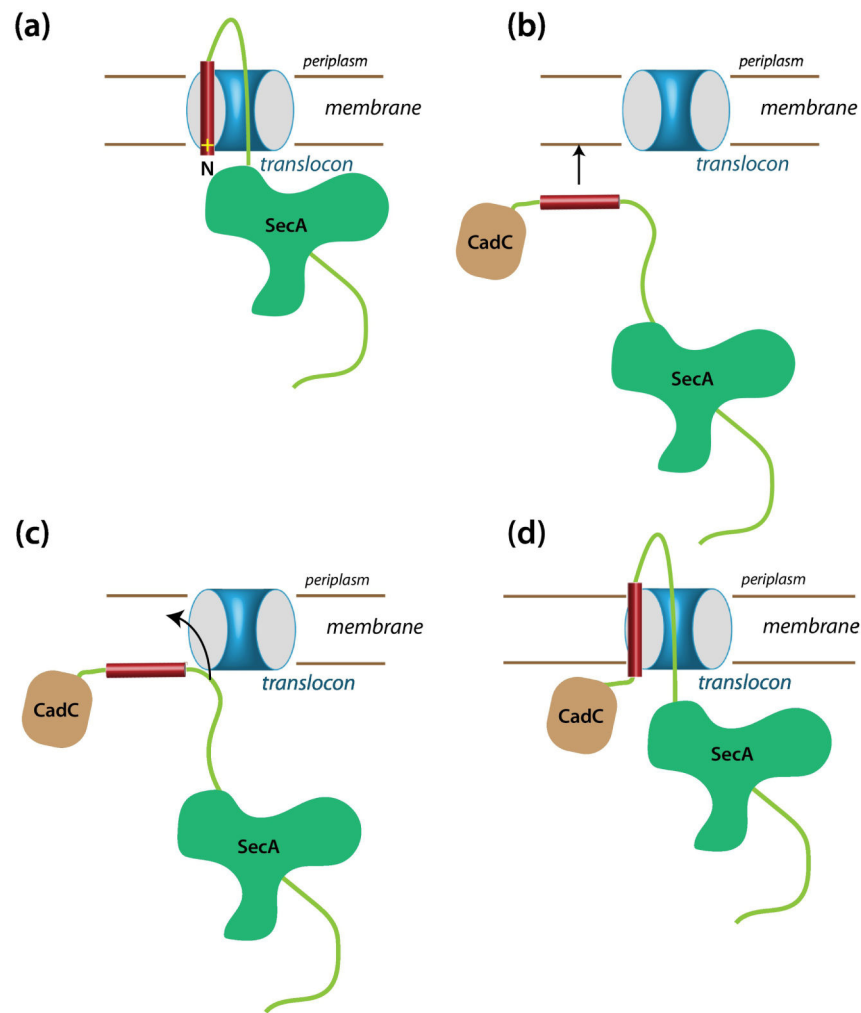 (a)
periplasm
membrane
+
N
translocon
SecA
(b)
periplasm
membrane
translocon
CadC
SecA
(c)
periplasm
membrane
translocon
CadC
SecA
(d)
periplasm
membrane
translocon
CadC
SecA